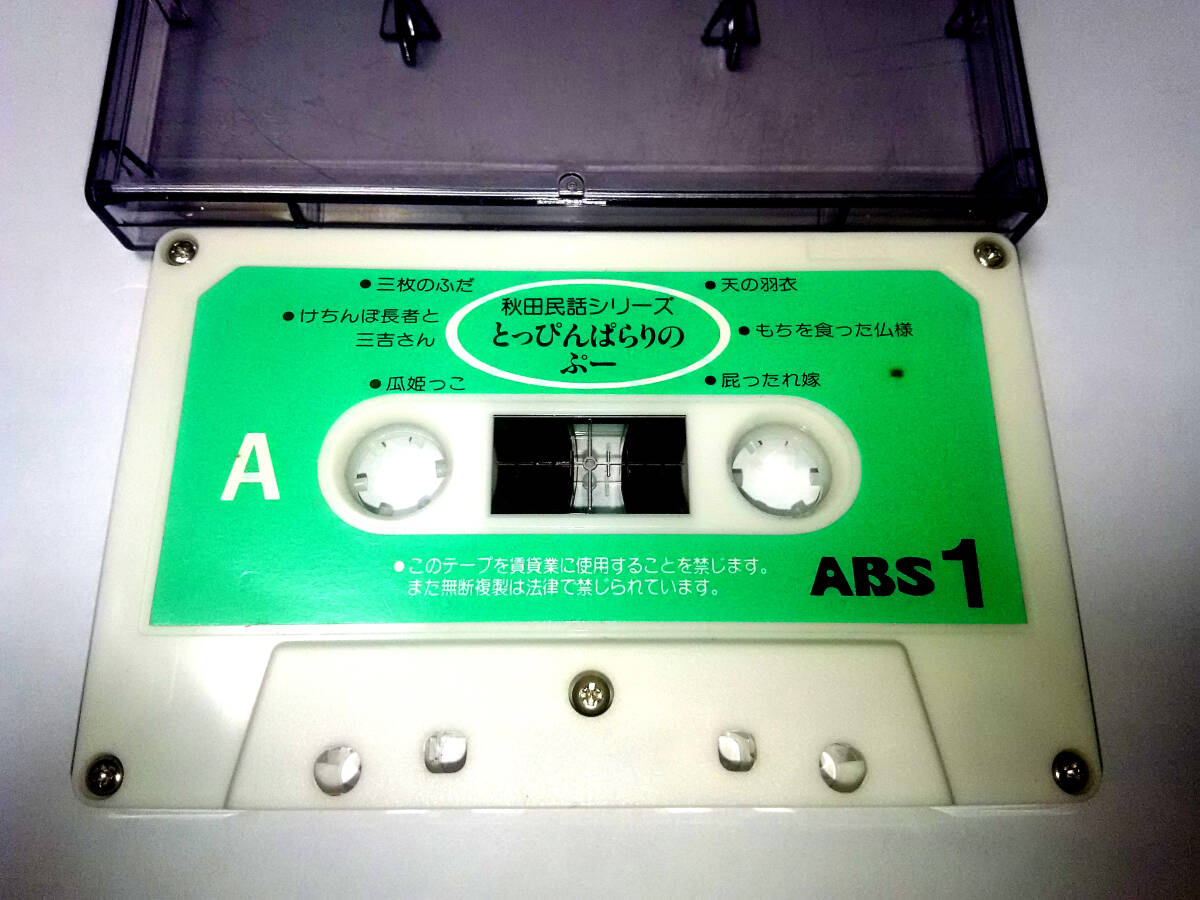 秋田民話シリーズ
とっぴんぱらりの
ぷー
●三枚のふだ
●けちんぼ長者と
三吉さん
●瓜姫っこ
●天の羽衣
●もちを食った仏様
●屁ったれ嫁
A
●このテープを賃貸業に使用することを禁じます。
また無断複製は法律で禁じられています。
ABS 1